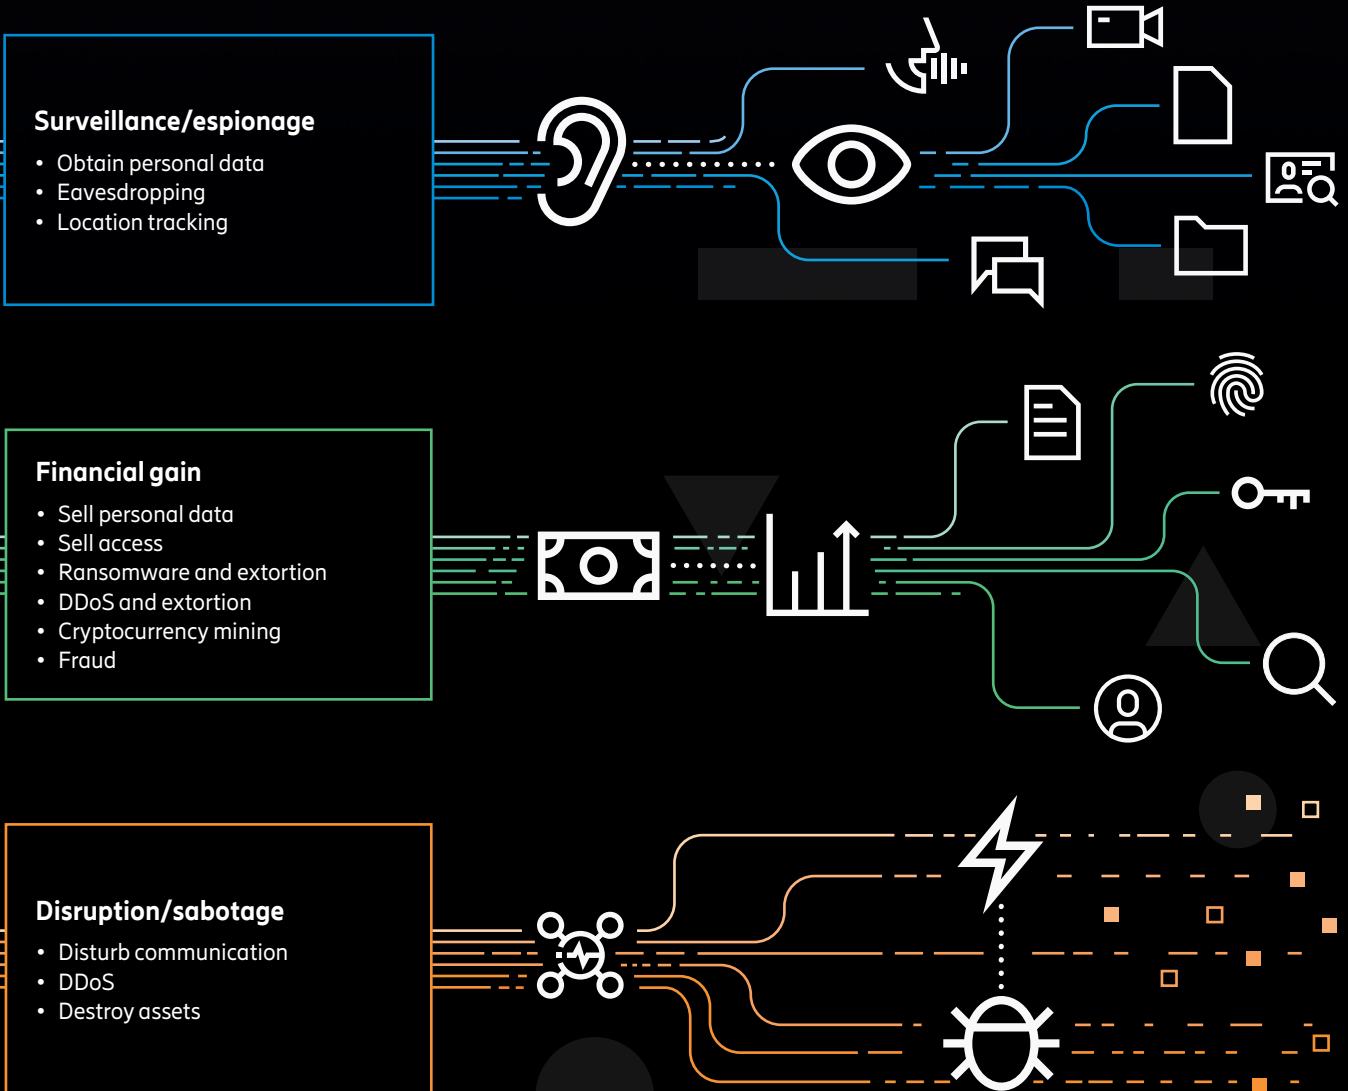 Surveillance/espionage
• Obtain personal data
• Eavesdropping
• Location tracking
Financial gain
• Sell personal data
• Sell access
• Ransomware and extortion
• DDoS and extortion
• Cryptocurrency mining
• Fraud
Disruption/sabotage
• Disturb communication
• DDoS
• Destroy assets